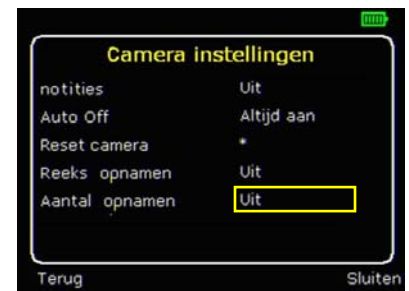 Camera instellingen
notities Uit
Auto Off Altijd aan
Reset camera *
Reeks opnamen Uit
Aantal opnamen Uit
Terug Sluiten